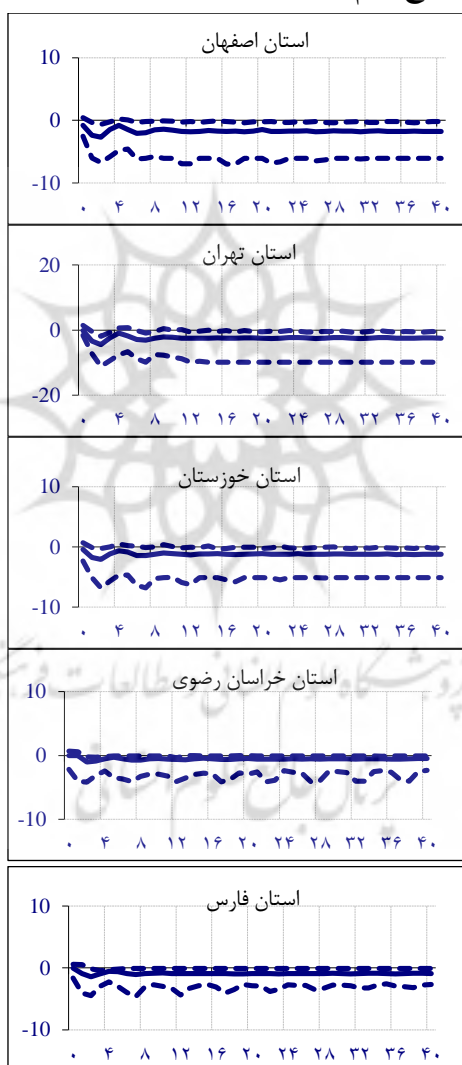 استان اصفهان
10
0
-10
۰ ۴ ۸ ۱۲ ۱۶ ۲۰ ۲۴ ۲۸ ۳۲ ۳۶ ۴۰
استان تهران
20
0
-20
۰ ۴ ۸ ۱۲ ۱۶ ۲۰ ۲۴ ۲۸ ۳۲ ۳۶ ۴۰
استان خوزستان
10
0
-10
۰ ۴ ۸ ۱۲ ۱۶ ۲۰ ۲۴ ۲۸ ۳۲ ۳۶ ۴۰
استان خراسان رضوی
10
0
-10
۰ ۴ ۸ ۱۲ ۱۶ ۲۰ ۲۴ ۲۸ ۳۲ ۳۶ ۴۰
استان فارس
10
0
-10
۰ ۴ ۸ ۱۲ ۱۶ ۲۰ ۲۴ ۲۸ ۳۲ ۳۶ ۴۰